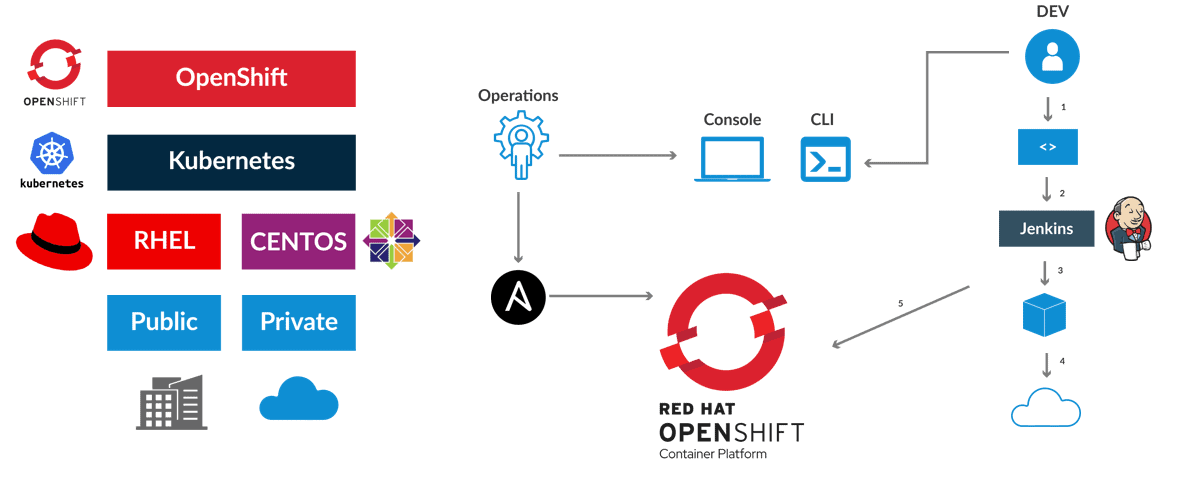 OPENSHIFT
OpenShift
kubernetes
Kubernetes
RHEL
CENTOS
Public
Private
Operations
Console
CLI
DEV
1
<>
2
Jenkins
3
4
5
RED HAT
OPENSHIFT
Container Platform